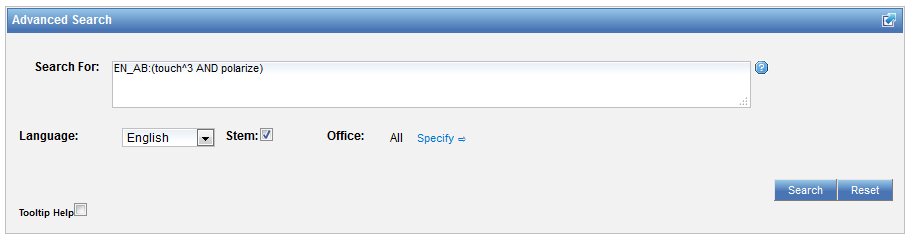 Advanced Search
Search For: EN_AB:(touch^3 AND polarize)
Language: English Stem: Office: All Specify ⇨
Search Reset
Tooltip Help